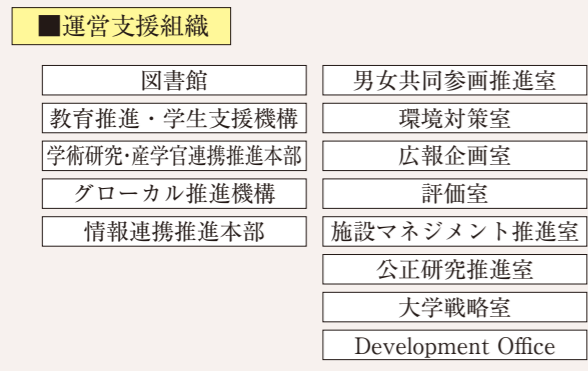 ■運営支援組織
図書館
教育推進・学生支援機構
学術研究・産学官連携推進本部
グローカル推進機構
情報連携推進本部
男女共同参画推進室
環境対策室
広報企画室
評価室
施設マネジメント推進室
公正研究推進室
大学戦略室
Development Office